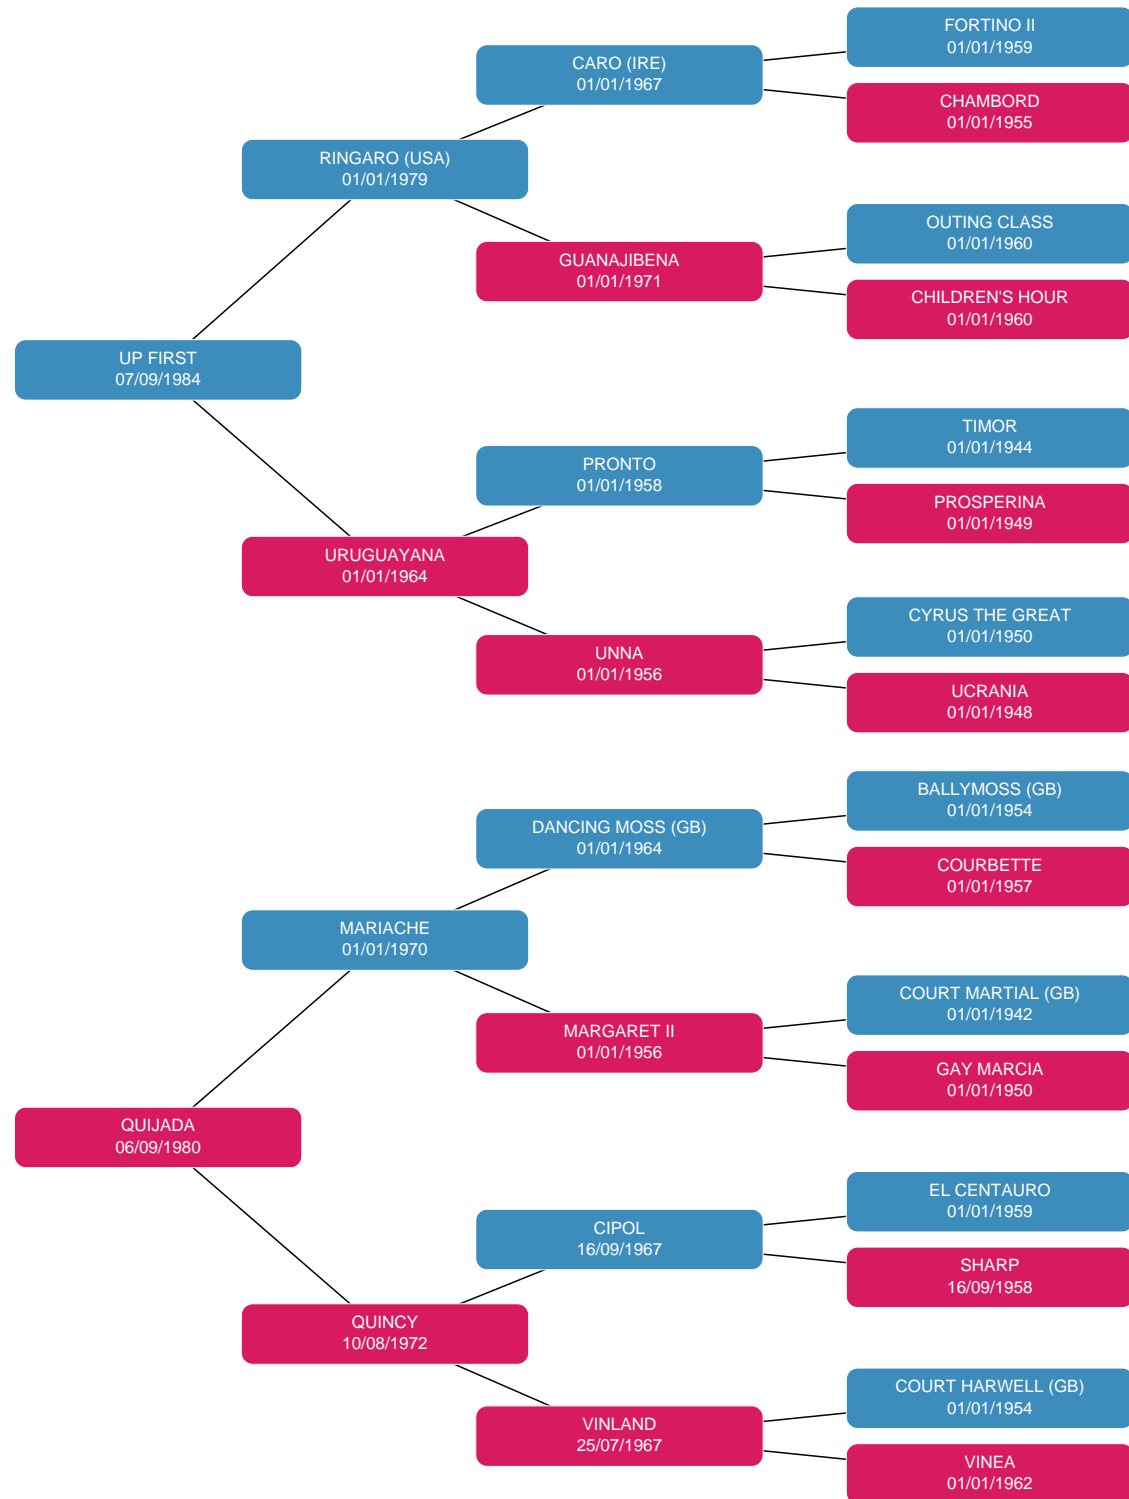 FORTINO II
01/01/1959
CARO (IRE)
01/01/1967
CHAMBORD
01/01/1955
RINGARO (USA)
01/01/1979
OUTING CLASS
01/01/1960
GUANAJIBENA
01/01/1971
CHILDREN'S HOUR
01/01/1960
UP FIRST
07/09/1984
TIMOR
01/01/1944
PRONTO
01/01/1958
PROSPERINA
01/01/1949
URUGUAYANA
01/01/1964
CYRUS THE GREAT
01/01/1950
UNNA
01/01/1956
UCRANIA
01/01/1948
BALLYMOSS (GB)
01/01/1954
DANCING MOSS (GB)
01/01/1964
COURBETTE
01/01/1957
MARIACHE
01/01/1970
COURT MARTIAL (GB)
01/01/1942
MARGARET II
01/01/1956
GAY MARCIA
01/01/1950
QUIJADA
06/09/1980
EL CENTAURO
01/01/1959
CIPOL
16/09/1967
SHARP
16/09/1958
QUINCY
10/08/1972
COURT HARWELL (GB)
01/01/1954
VINLAND
25/07/1967
VINEA
01/01/1962